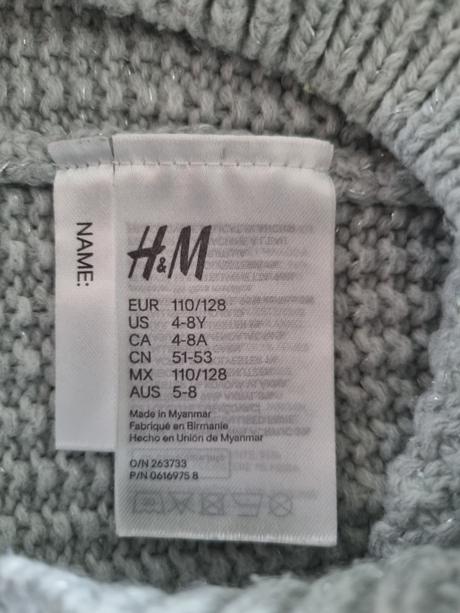 NAME:
H&M
EUR 110/128
US 4-8Y
CA 4-8A
CN 51-53
MX 110/128
AUS 5-8
Made in Myanmar
Fabriqué en Birmanie
Hecho en Unión de Myanmar
O/N 263733
P/N 0616975 8